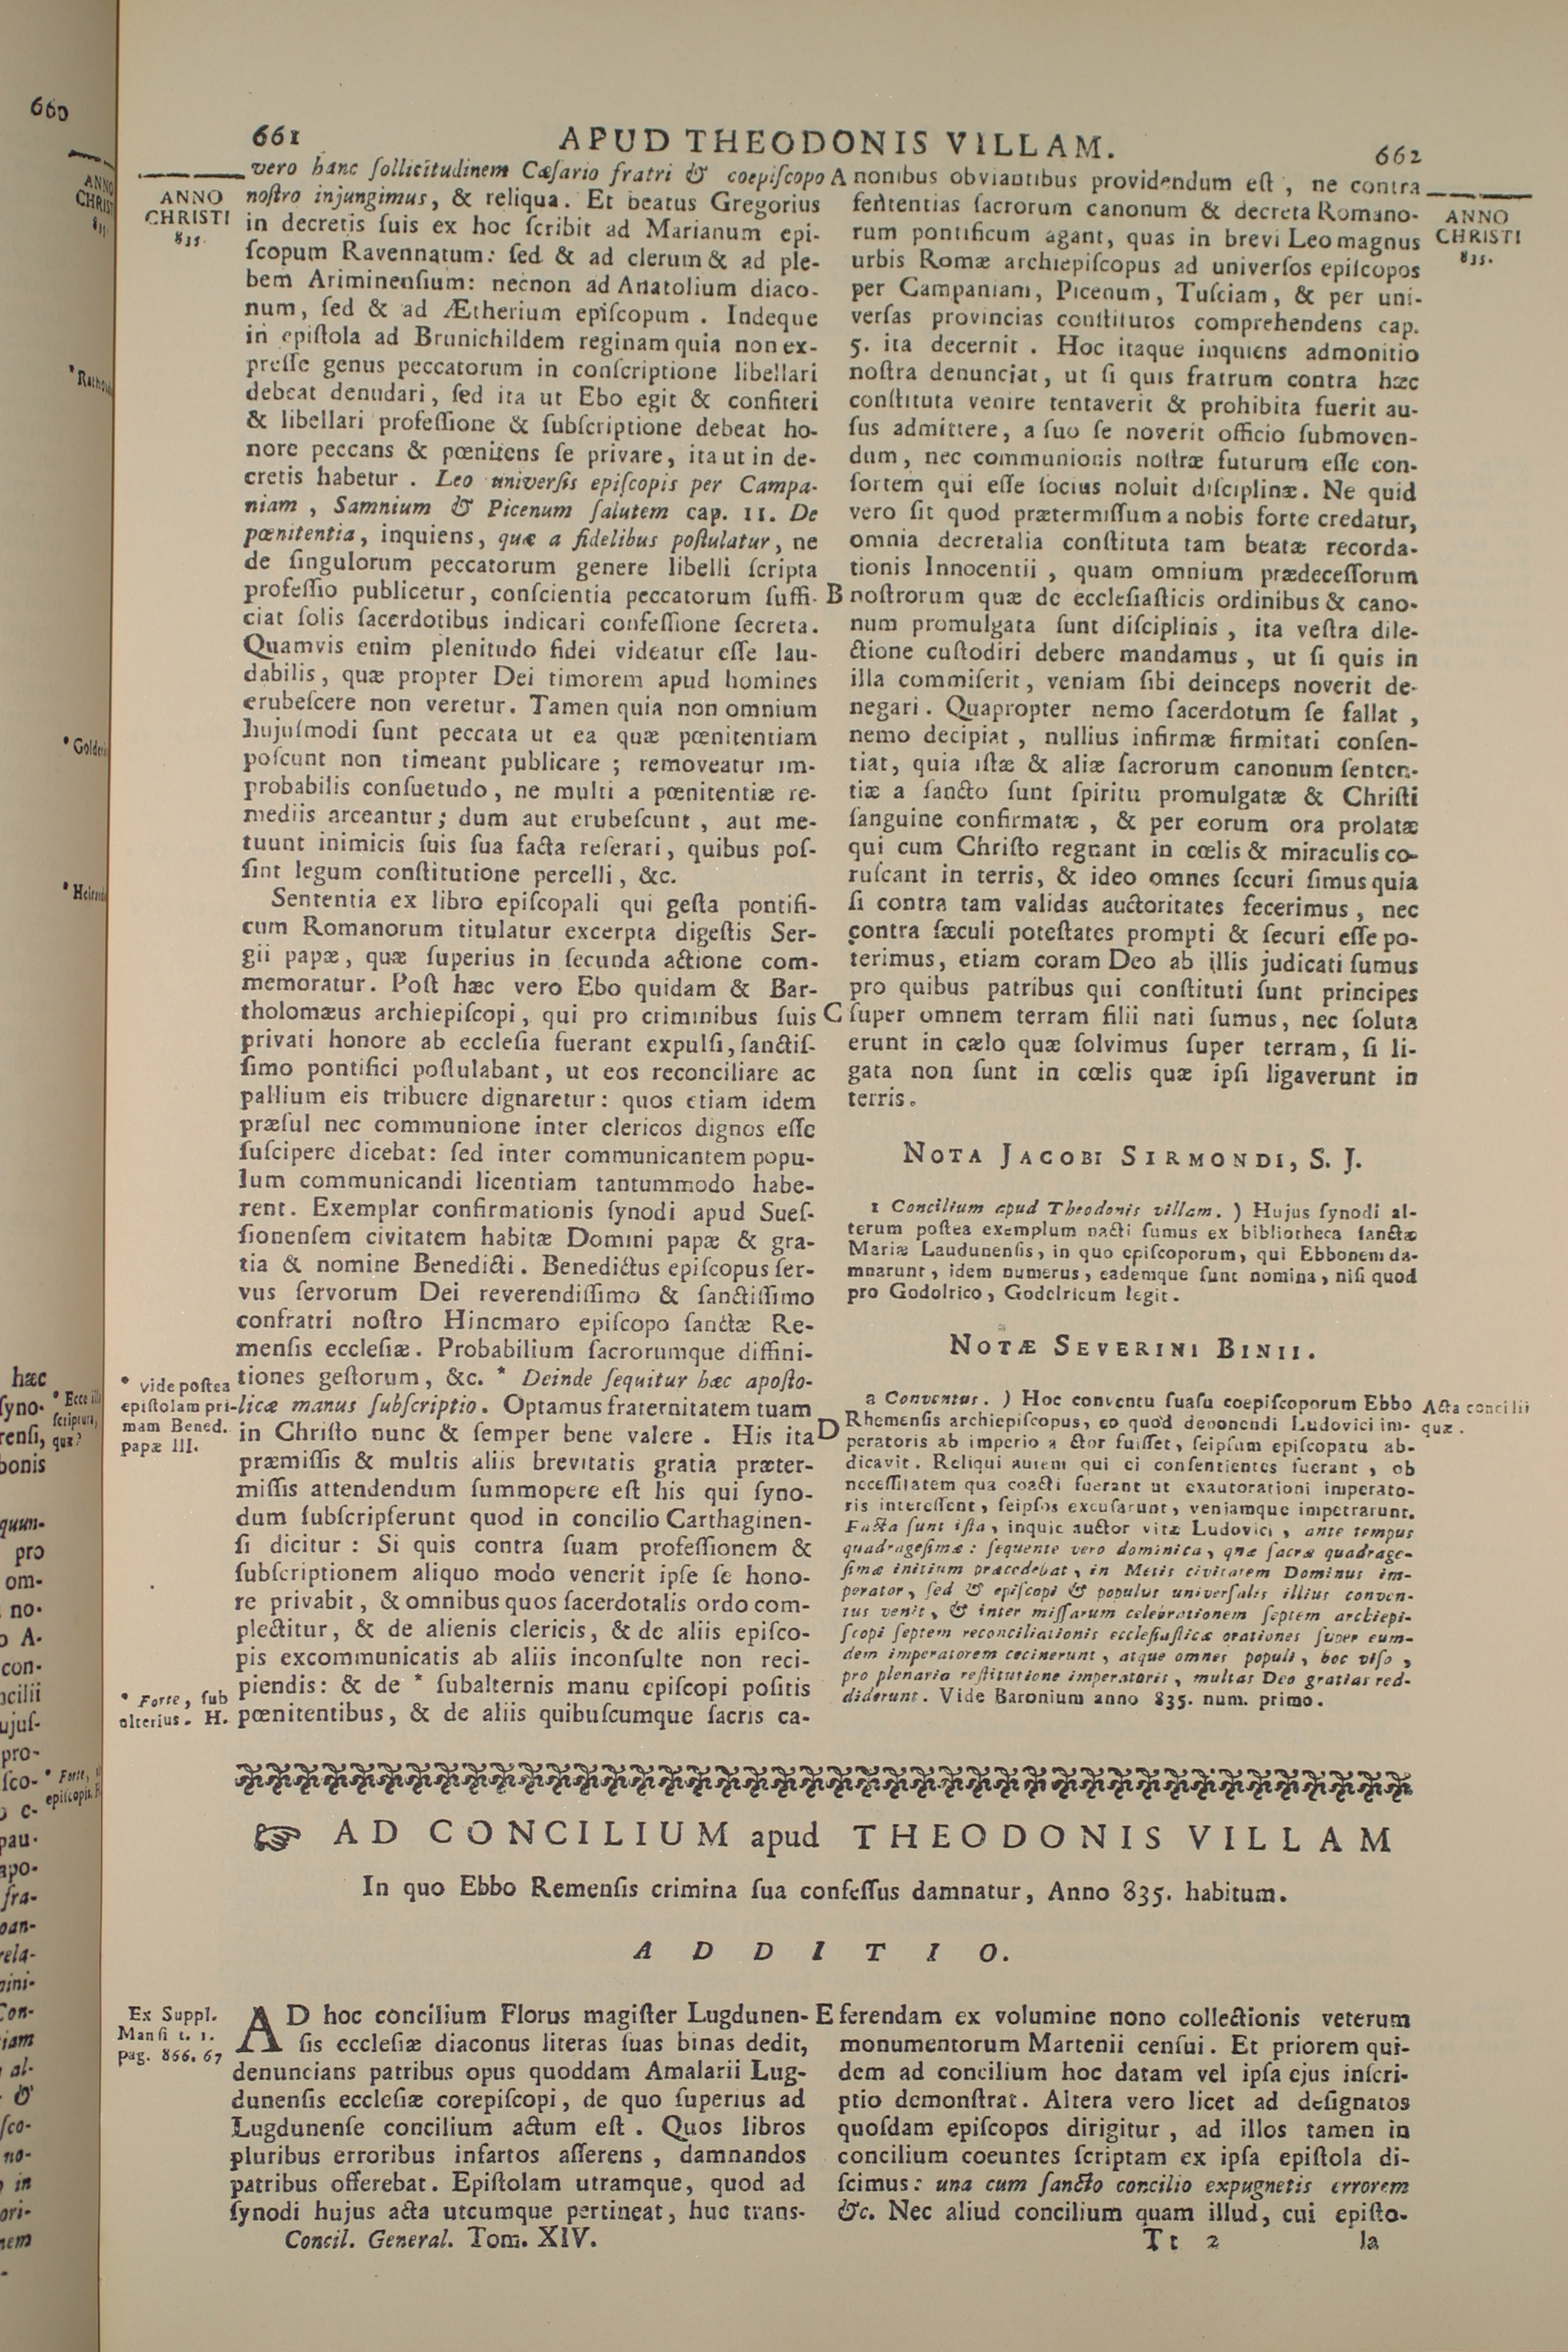 661
APUD THEODONIS VILLAM.
662
ANNO
CHRISTI
835.
vero hanc ſollicitudinem Cæſario fratri & coepiſcopo
noſtro injungimus, & reliqua. Et beatus Gregorius
in decretis ſuis ex hoc ſcribit ad Marianum epi-
ſcopum Ravennatum: ſed & ad clerum & ad ple-
bem Ariminenſium: necnon ad Anatolium diaco-
num, ſed & ad Ætherium epiſcopum. Indeque
in epiſtola ad Brunichildem reginam quia non ex-
preſſe genus peccatorum in conſcriptione libellari
debeat denudari, ſed ita ut Ebo egit & confiteri
& libellari profeſſione & ſubſcriptione debeat ho-
nore peccans & pœnitens ſe privare, ita ut in de-
cretis habetur. Leo univerſis epiſcopis per Campa-
niam, Samnium & Picenum ſalutem cap. 11. De
pœnitentia, inquiens, quæ a fidelibus poſtulatur, ne
de ſingulorum peccatorum genere libelli ſcripta
profeſſio publicetur, conſcientia peccatorum ſuffi-
ciat ſolis ſacerdotibus indicari confeſſione ſecreta.
Quamvis enim plenitudo fidei videatur eſſe lau-
dabilis, quæ propter Dei timorem apud homines
erubeſcere non veretur. Tamen quia non omnium
hujuſmodi ſunt peccata ut ea quæ pœnitentiam
poſcunt non timeant publicare; removeatur im-
probabilis conſuetudo, ne multi a pœnitentiæ re-
mediis arceantur; dum aut erubeſcunt, aut me-
tuunt inimicis ſuis ſua facta reſerari, quibus poſ-
ſint legum conſtitutione percelli, &c.
Sententia ex libro epiſcopali qui geſta pontifi-
cum Romanorum titulatur excerpta digeſtis Ser-
gii papæ, quæ ſuperius in ſecunda actione com-
memoratur. Poſt hæc vero Ebo quidam & Bar-
tholomæus archiepiſcopi, qui pro criminibus ſuis
privati honore ab eccleſia fuerant expulſi, ſanctiſ-
ſimo pontifici poſtulabant, ut eos reconciliare ac
pallium eis tribuere dignaretur: quos etiam idem
præſul nec communione inter clericos dignos eſſe
ſuſcipere dicebat: ſed inter communicantem popu-
lum communicandi licentiam tantummodo habe-
rent. Exemplar confirmationis ſynodi apud Sueſ-
ſionenſem civitatem habitæ Domini papæ & gra-
tia & nomine Benedicti. Benedictus epiſcopus ſer-
vus ſervorum Dei reverendiſſimo & ſanctiſſimo
confratri noſtro Hincmaro epiſcopo ſanctæ Re-
menſis eccleſiæ. Probabilium ſacrorumque diffini-
tiones geſtorum, &c. * Deinde ſequitur hæc apoſto-
licæ manus ſubſcriptio. Optamus fraternitatem tuam
in Chriſto nunc & ſemper bene valere. His ita
præmiſſis & multis aliis brevitatis gratia præter-
miſſis attendendum ſummopere eſt his qui ſyno-
dum ſubſcripſerunt quod in concilio Carthaginen-
ſi dicitur: Si quis contra ſuam profeſſionem &
ſubſcriptionem aliquo modo venerit ipſe ſe hono-
re privabit, & omnibus quos ſacerdotalis ordo com-
plectitur, & de alienis clericis, & de aliis epiſco-
pis excommunicatis ab aliis inconſulte non reci-
piendis: & de * ſubalternis manu epiſcopi poſitis
pœnitentibus, & de aliis quibuſcumque ſacris ca-
* vide poſtea
epiſtolam pri-
mam Bened.
papæ III.
* Forte, ſub
alterius. H.
A
B
C
D
nonibus obviantibus providendum eſt, ne contra
ſententias ſacrorum canonum & decreta Romano-
rum pontificum agant, quas in brevi Leo magnus
urbis Romæ archiepiſcopus ad univerſos epiſcopos
per Campaniam, Picenum, Tuſciam, & per uni-
verſas provincias conſtitutos comprehendens cap.
5. ita decernit. Hoc itaque inquiens admonitio
noſtra denunciat, ut ſi quis fratrum contra hæc
conſtituta venire tentaverit & prohibita fuerit au-
ſus admittere, a ſuo ſe noverit officio ſubmoven-
dum, nec communionis noſtræ futurum eſſe con-
ſortem qui eſſe ſocius noluit diſciplinæ. Ne quid
vero ſit quod prætermiſſum a nobis forte credatur,
omnia decretalia conſtituta tam beatæ recorda-
tionis Innocentii, quam omnium prædeceſſorum
noſtrorum quæ de eccleſiaſticis ordinibus & cano-
num promulgata ſunt diſciplinis, ita veſtra dile-
ctione cuſtodiri debere mandamus, ut ſi quis in
illa commiſerit, veniam ſibi deinceps noverit de-
negari. Quapropter nemo ſacerdotum ſe fallat,
nemo decipiat, nullius infirmæ firmitati conſen-
tiat, quia iſtæ & aliæ ſacrorum canonum ſenten-
tiæ a ſancto ſunt ſpiritu promulgatæ & Chriſti
ſanguine confirmatæ, & per eorum ora prolatæ
qui cum Chriſto regnant in cœlis & miraculis co-
ruſcant in terris, & ideo omnes ſecuri ſimus quia
ſi contra tam validas auctoritates fecerimus, nec
contra ſæculi poteſtates prompti & ſecuri eſſe po-
terimus, etiam coram Deo ab illis judicati ſumus
pro quibus patribus qui conſtituti ſunt principes
ſuper omnem terram filii nati ſumus, nec ſoluta
erunt in cælo quæ ſolvimus ſuper terram, ſi li-
gata non ſunt in cœlis quæ ipſi ligaverunt in
terris.
ANNO
CHRISTI
835.
NOTA JACOBI SIRMONDI, S. J.
1 Concilium apud Theodonis villam.) Hujus ſynodi al-
terum poſtea exemplum nacti ſumus ex bibliotheca ſanctæ
Mariæ Laudunenſis, in quo epiſcoporum, qui Ebbonem da-
mnarunt, idem numerus, eademque ſunt nomina, niſi quod
pro Godolrico, Godelricum legit.
NOTÆ SEVERINI BINII.
a Conventus.) Hoc conventu ſuaſu coepiſcoporum Ebbo
Rhemenſis archiepiſcopus, eo quod deponendi Ludovici im-
peratoris ab imperio a ctor fuiſſet, ſeipſum epiſcopatu ab-
dicavit. Reliqui autem qui ei conſentientes fuerant, ob
neceſſitatem qua coacti fuerant ut exautorationi imperato-
ris intereſſent, ſeipſos excuſarunt, veniamque impetrarunt.
Facta ſunt iſta, inquit auctor vitæ Ludovici, ante tempus
quadrageſimæ: ſequente vero dominica, quæ ſacræ quadrage-
ſimæ initium præcedebat, in Metis civitatem Dominus im-
perator, ſed & epiſcopi & populus univerſalis illius conven-
tus venit, & inter miſſarum celebrationem ſeptem archiepi-
ſcopi ſeptem reconciliationis eccleſiaſticæ orationes ſuper eum-
dem imperatorem cecinerunt, atque omnes populi, hoc viſo,
pro plenaria reſtitutione imperatoris, multas Deo gratias red-
diderunt. Vide Baronium anno 835. num. primo.
Acta concilii
quæ.
☞ AD CONCILIUM apud THEODONIS VILLAM
In quo Ebbo Remenſis crimina ſua confeſſus damnatur, Anno 835. habitum.
ADDITIO.
Ex Suppl.
Manſi t. 1.
pag. 866. 67
AD hoc concilium Florus magiſter Lugdunen-
ſis eccleſiæ diaconus literas ſuas binas dedit,
denuncians patribus opus quoddam Amalarii Lug-
dunenſis eccleſiæ corepiſcopi, de quo ſuperius ad
Lugdunenſe concilium actum eſt. Quos libros
pluribus erroribus infartos aſſerens, damnandos
patribus offerebat. Epiſtolam utramque, quod ad
ſynodi hujus acta utcumque pertineat, huc trans-
E
ferendam ex volumine nono collectionis veterum
monumentorum Martenii cenſui. Et priorem qui-
dem ad concilium hoc datam vel ipſa ejus inſcri-
ptio demonſtrat. Altera vero licet ad deſignatos
quoſdam epiſcopos dirigitur, ad illos tamen in
concilium coeuntes ſcriptam ex ipſa epiſtola di-
ſcimus: una cum ſancto concilio expugnetis errorem
&c. Nec aliud concilium quam illud, cui epiſto-
Concil. General. Tom. XIV.
Tt 2
la
660